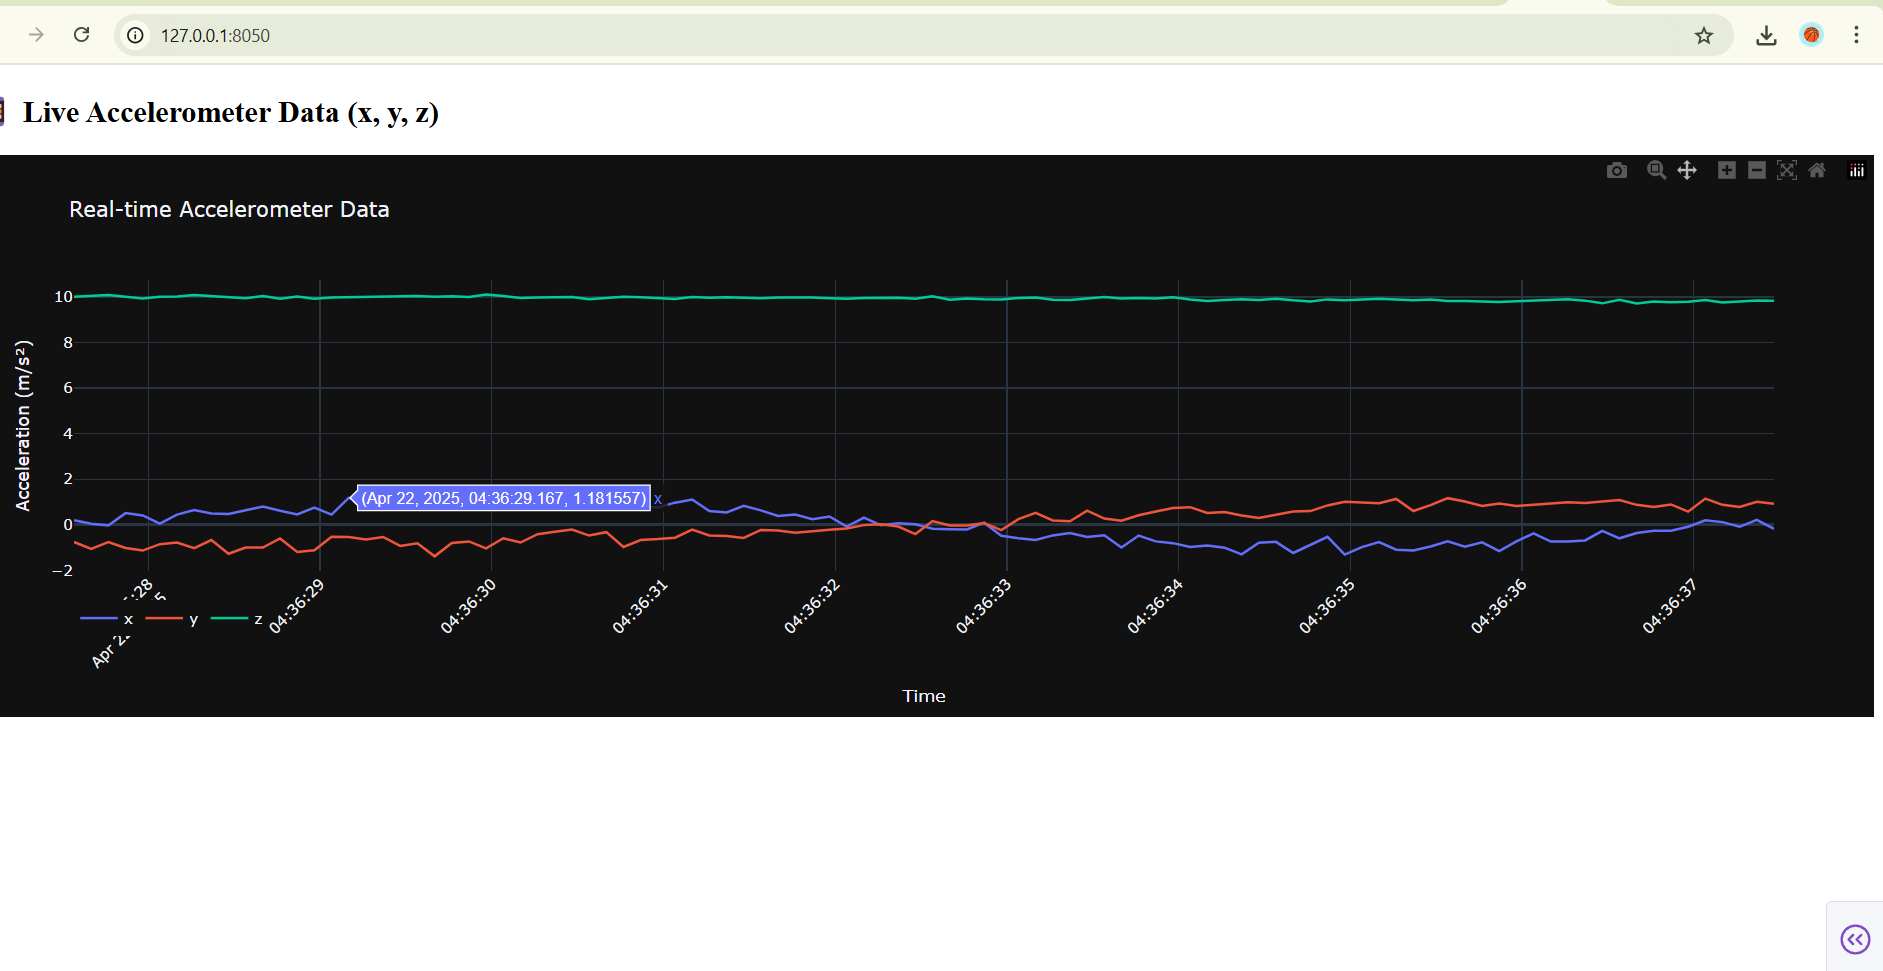 127.0.0.1:8050
Live Accelerometer Data (x, y, z)
Real-time Accelerometer Data
Acceleration (m/s²)
10
8
6
4
2
0
−2
(Apr 22, 2025, 04:36:29.167, 1.181557) x
:28
04:36:29
04:36:30
04:36:31
04:36:32
04:36:33
04:36:34
04:36:35
04:36:36
04:36:37
x y z
Apr
Time